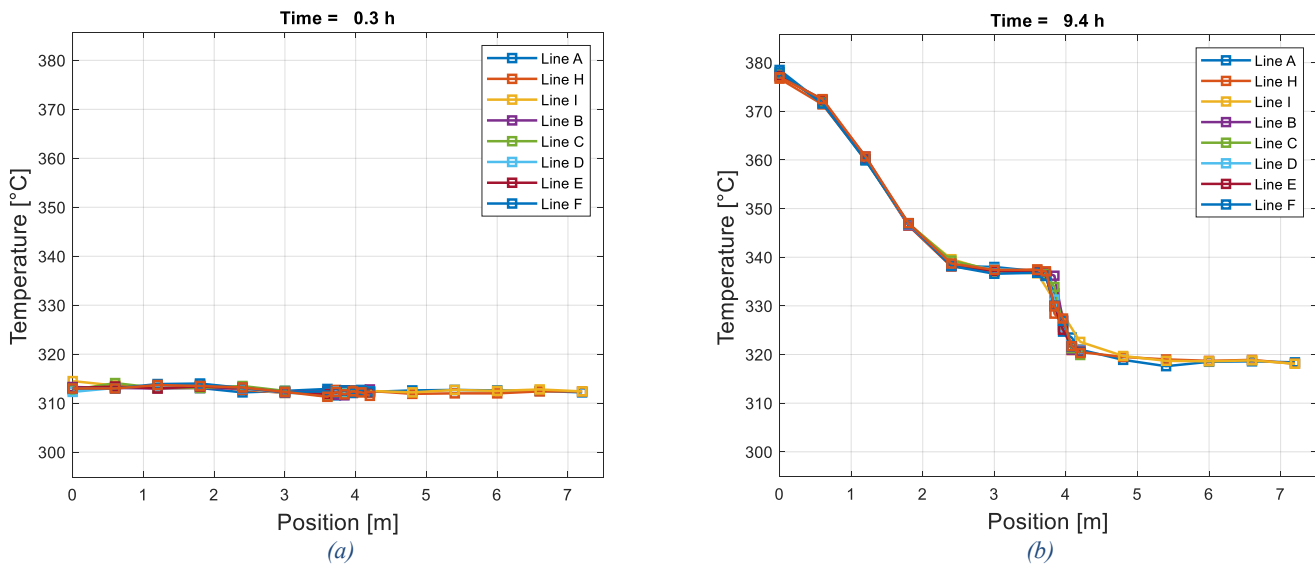 Time = 0.3 h
380
370
360
350
340
330
320
310
300
Temperature [°C]
0 1 2 3 4 5 6 7
Position [m]
Line A
Line H
Line I
Line B
Line C
Line D
Line E
Line F
(a)
Time = 9.4 h
380
370
360
350
340
330
320
310
300
Temperature [°C]
0 1 2 3 4 5 6 7
Position [m]
Line A
Line H
Line I
Line B
Line C
Line D
Line E
Line F
(b)